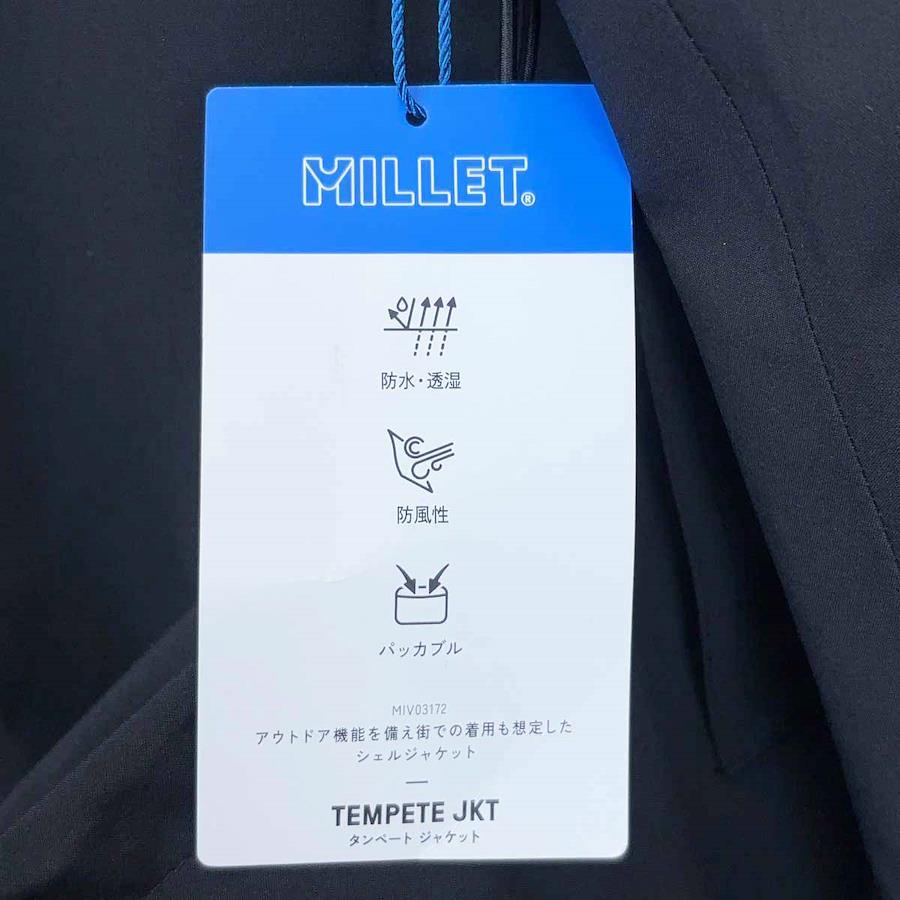 MILLET®
防水・透湿
防風性
パッカブル
MIV03172
アウトドア機能を備え街での着用も想定した
シェルジャケット
TEMPETE JKT
タンペート ジャケット